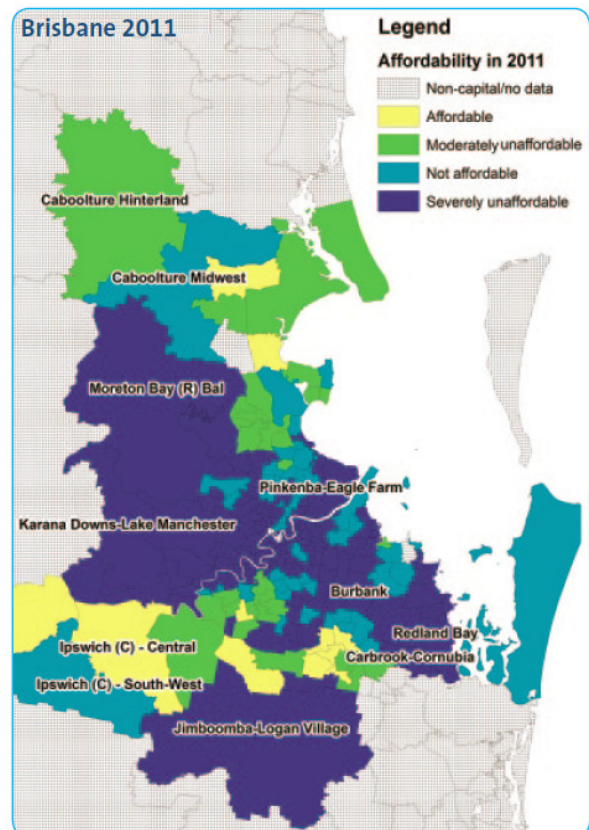 Brisbane 2011
Legend
Affordability in 2011
Non-capital/no data
Affordable
Moderately unaffordable
Not affordable
Severely unaffordable
Caboolture Hinterland
Caboolture Midwest
Moreton Bay (R) Bal
Pinkenba-Eagle Farm
Karana Downs-Lake Manchester
Burbank
Redland Bay
Ipswich (C) - Central
Carbrook-Cornubia
Ipswich (C) - South-West
Jimboomba-Logan Village